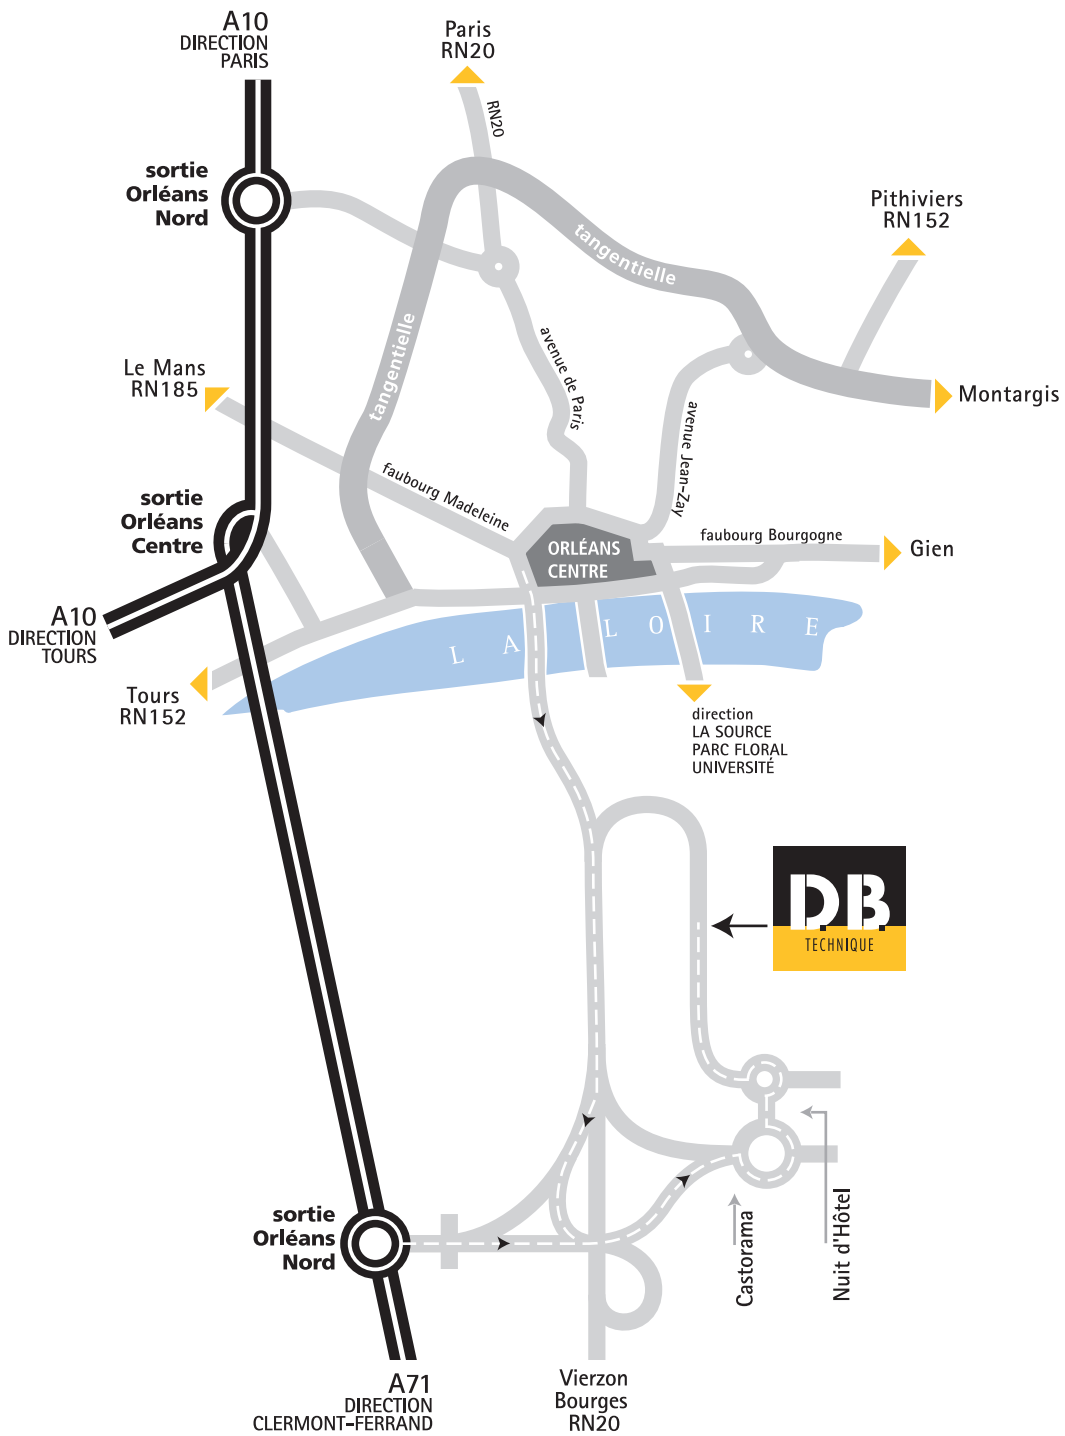 A10
DIRECTION
PARIS
Paris
RN20
RN20
sortie
Orléans
Nord
Pithiviers
RN152
tangentielle
tangentielle
avenue de Paris
Le Mans
RN185
Montargis
avenue Jean-Zay
faubourg Madeleine
sortie
Orléans
Centre
ORLÉANS
CENTRE
faubourg Bourgogne
Gien
A10
DIRECTION
TOURS
LA LOIRE
Tours
RN152
direction
LA SOURCE
PARC FLORAL
UNIVERSITÉ
D.B.
TECHNIQUE
sortie
Orléans
Nord
Castorama
Nuit d'Hôtel
A71
DIRECTION
CLERMONT-FERRAND
Vierzon
Bourges
RN20